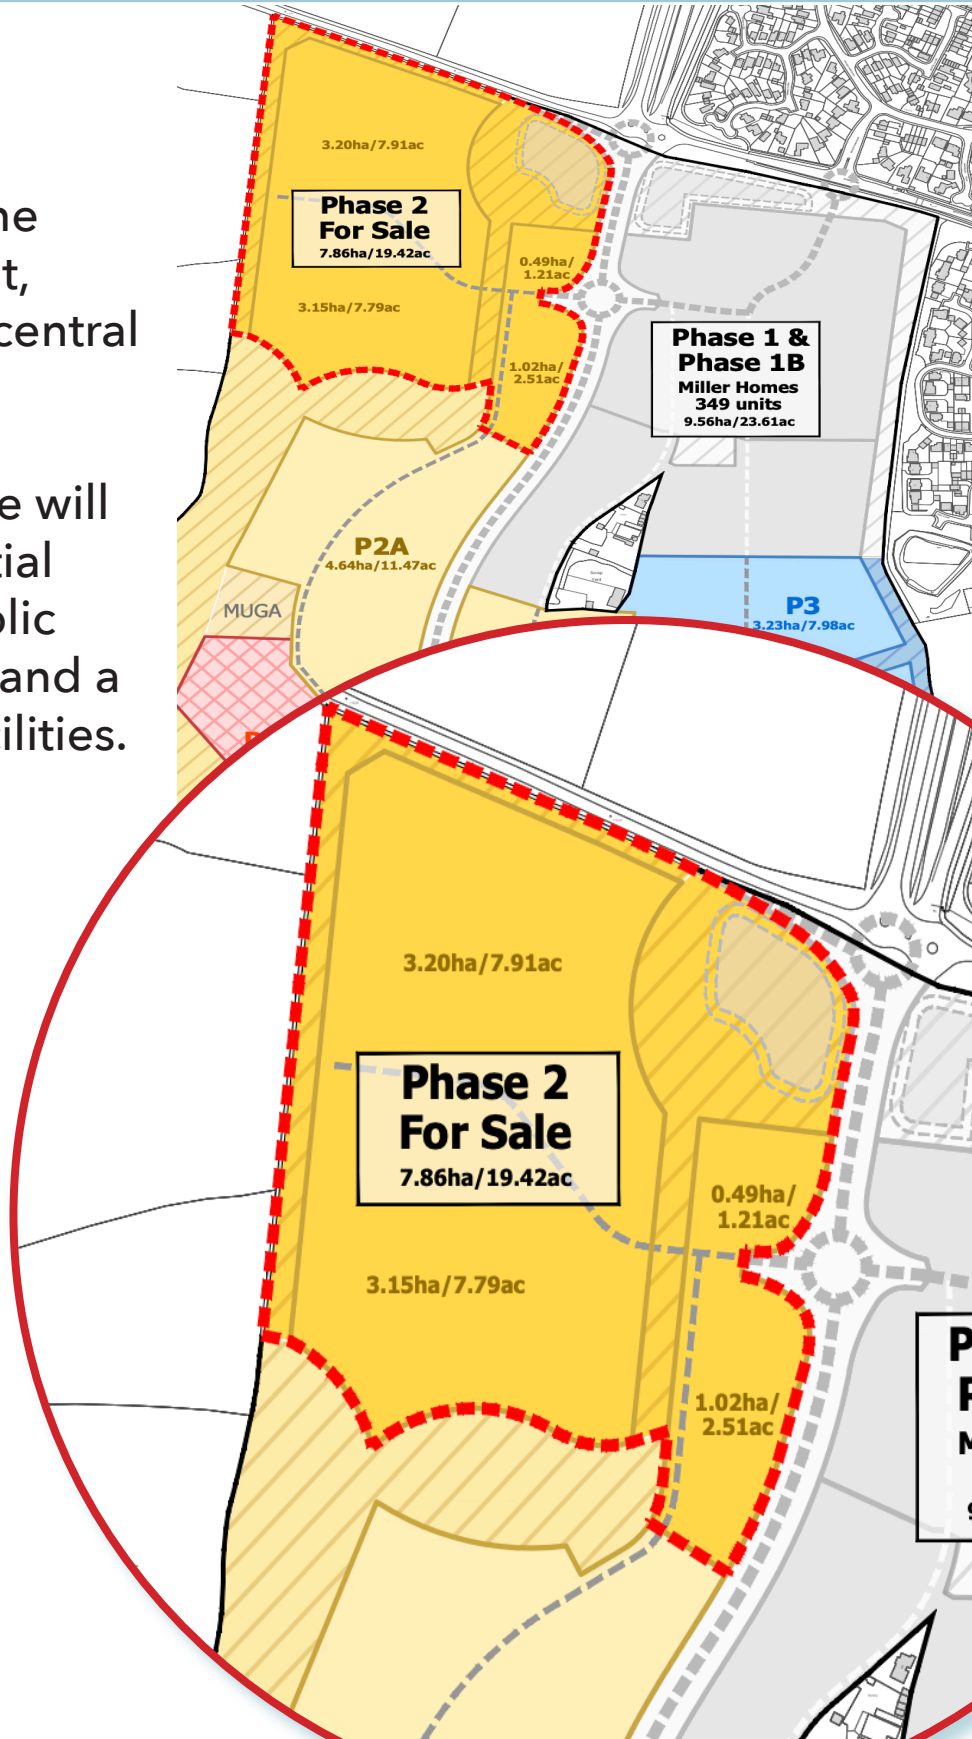 ne
t,
central
e will
tial
olic
and a
ilities.
3.20ha/7.91ac
Phase 2
For Sale
7.86ha/19.42ac
0.49ha/
1.21ac
3.15ha/7.79ac
1.02ha/
2.51ac
Phase 1 &
Phase 1B
Miller Homes
349 units
9.56ha/23.61ac
P2A
4.64ha/11.47ac
MUGA
P3
3.23ha/7.98ac
3.20ha/7.91ac
Phase 2
For Sale
7.86ha/19.42ac
0.49ha/
1.21ac
3.15ha/7.79ac
1.02ha/
2.51ac
P
P
M
9